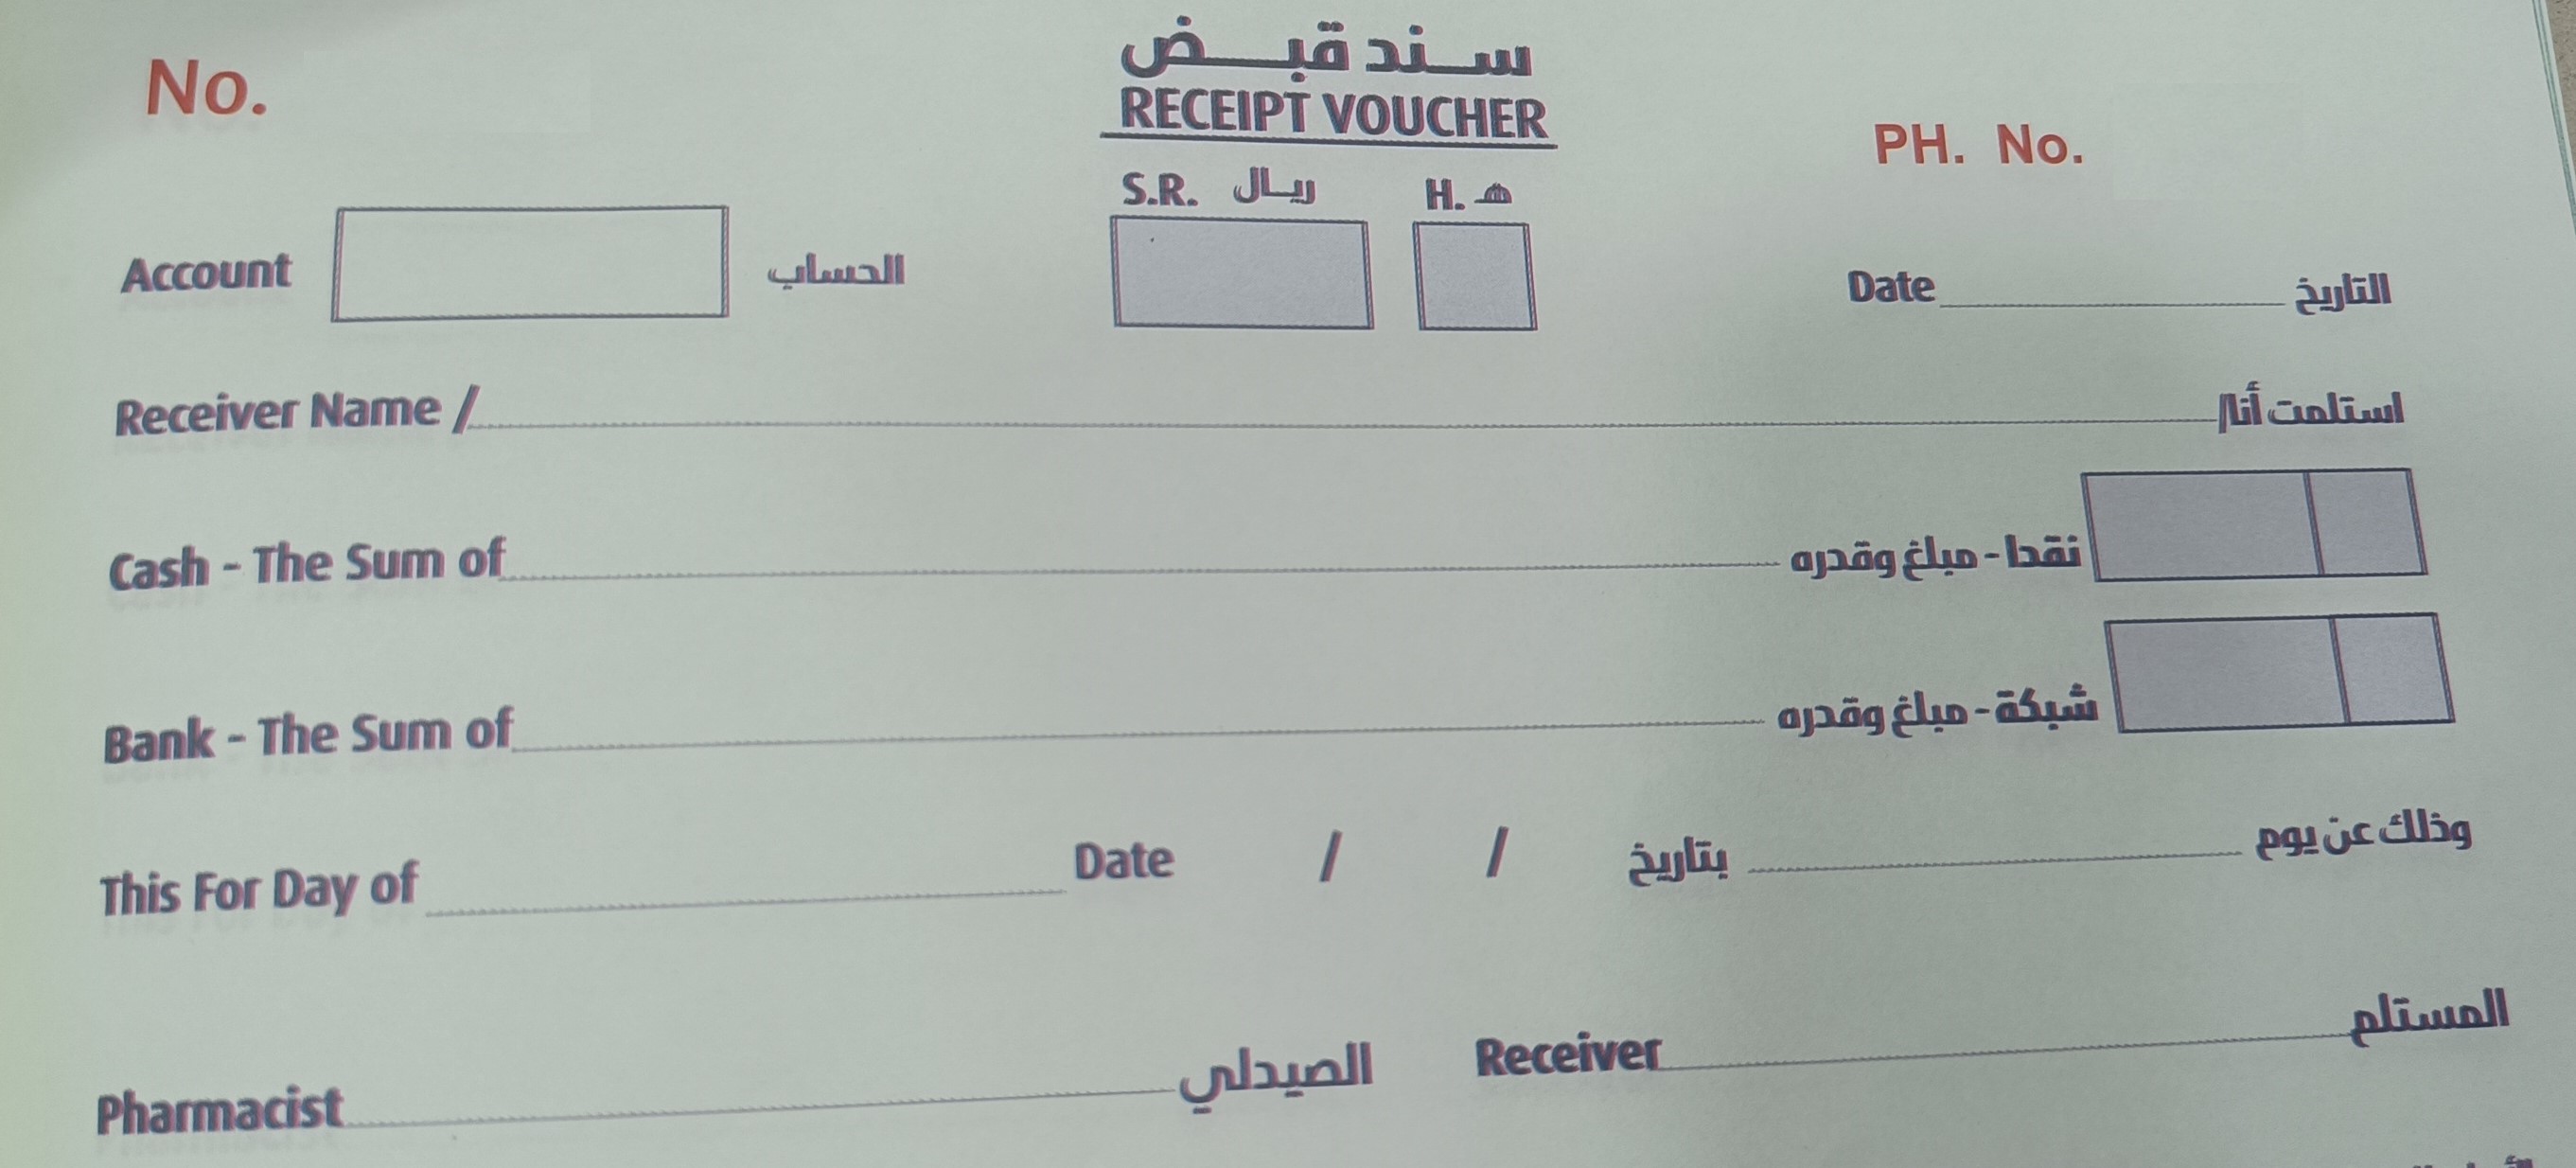 سند قبض
No.
RECEIPT VOUCHER
PH. No.
S.R. ريال H. هـ
Account الحساب
Date التاريخ
Receiver Name / استلمت أنا/
Cash - The Sum of نقدا - مبلغ وقدره
Bank - The Sum of شبكة - مبلغ وقدره
This For Day of Date / / بتاريخ وذلك عن يوم
Pharmacist الصيدلي Receiver المستلم